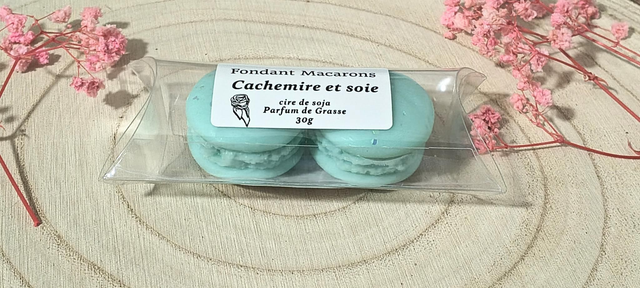 Fondant Macarons
Cachemire et soie
cire de soja
Parfum de Grasse
30g